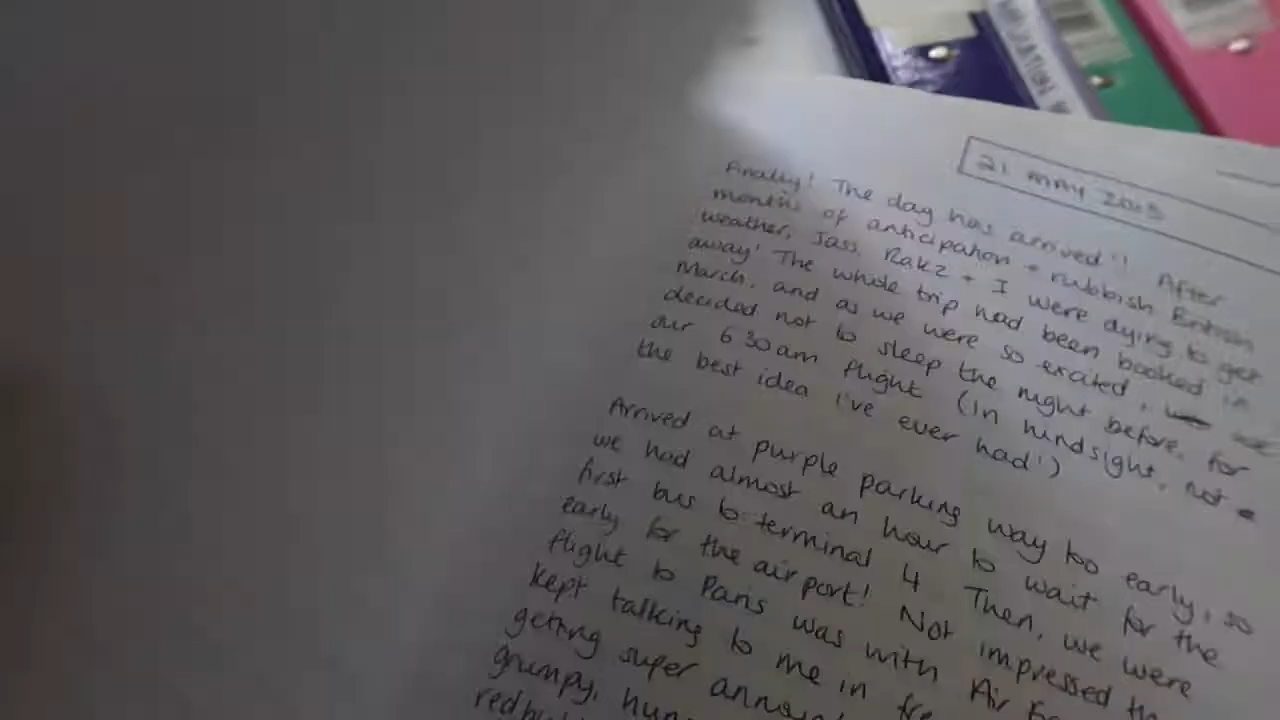 21 MAY 2013
Finally! The day has arrived!! After
months of anticipation + rubbish British
weather, Jass, Rakz + I were dying to get
away! The whole trip had been booked in
March, and as we were so excited, we
decided not to sleep the night before, for
our 6 30am flight (In hindsight, not
the best idea I've ever had!)
Arrived at purple parking way too early, so
we had almost an hour to wait for the
first bus to terminal 4 Then, we were
early for the airport! Not impressed
flight to Paris was with Air
kept talking to me in
getting super
grumpy,